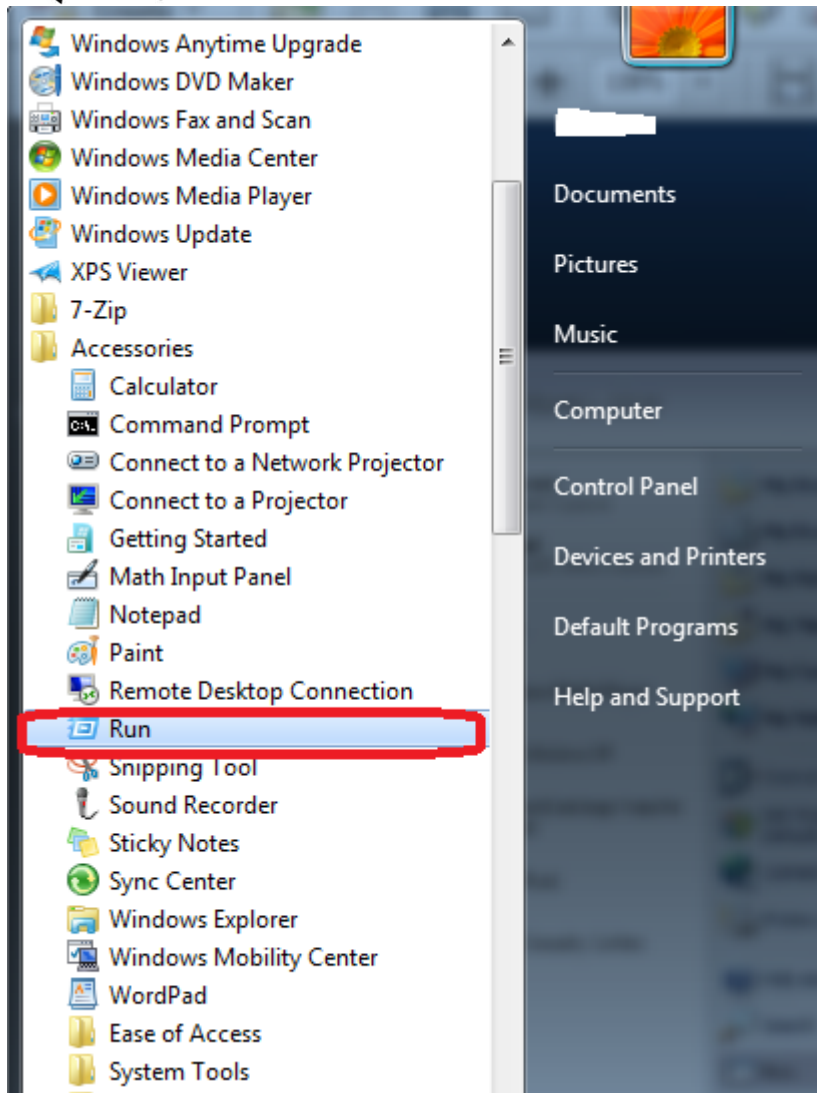 Windows Anytime Upgrade
Windows DVD Maker
Windows Fax and Scan
Windows Media Center
Windows Media Player
Windows Update
XPS Viewer
7-Zip
Accessories
Calculator
Command Prompt
Connect to a Network Projector
Connect to a Projector
Getting Started
Math Input Panel
Notepad
Paint
Remote Desktop Connection
Run
Snipping Tool
Sound Recorder
Sticky Notes
Sync Center
Windows Explorer
Windows Mobility Center
WordPad
Ease of Access
System Tools
Documents
Pictures
Music
Computer
Control Panel
Devices and Printers
Default Programs
Help and Support